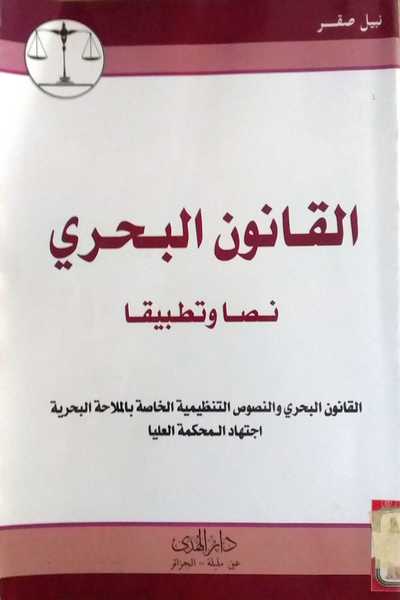 نبيل صقر
القانون البحري
نصا وتطبيقا
القانون البحري والنصوص التنظيمية الخاصة بالملاحة البحرية
اجتهاد المحكمة العليا
دار الهدى
عين مليلة - الجزائر